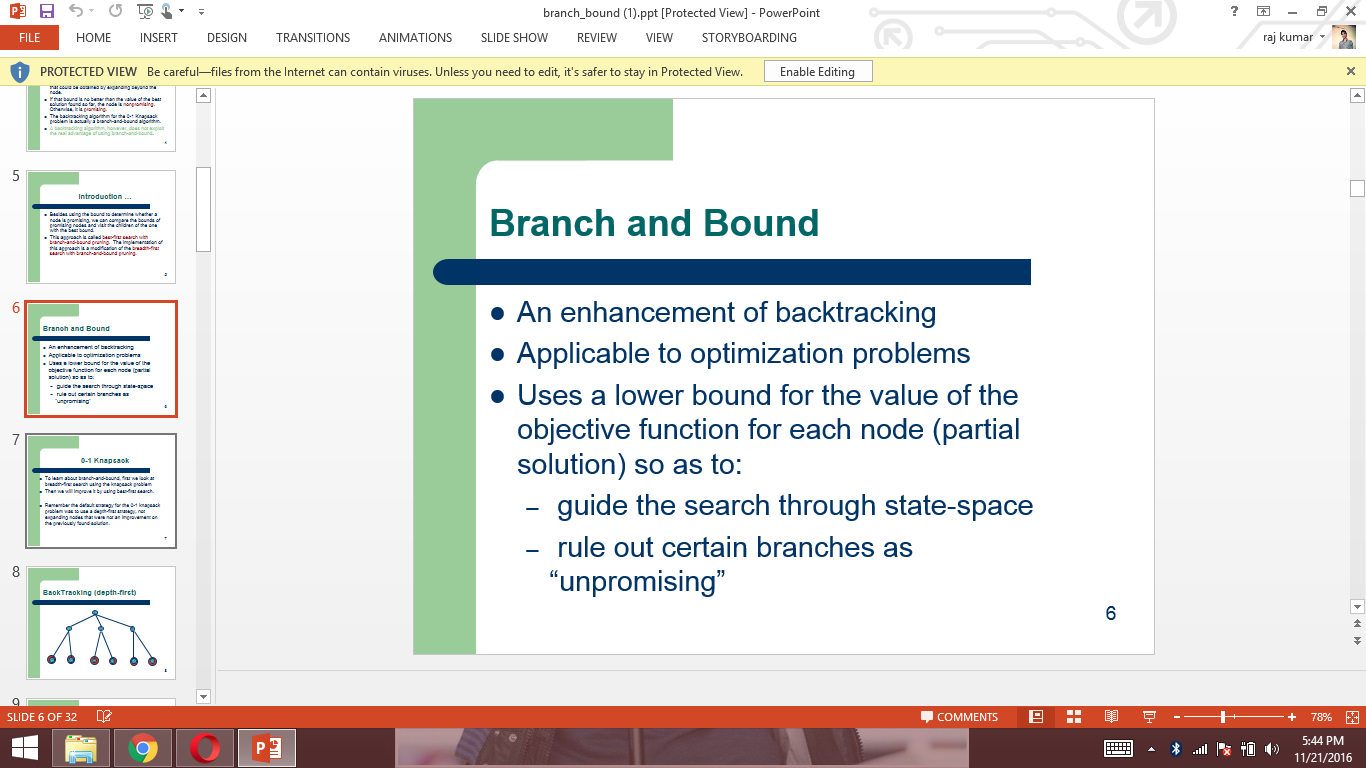 branch_bound (1).ppt [Protected View] - PowerPoint
FILE HOME INSERT DESIGN TRANSITIONS ANIMATIONS SLIDE SHOW REVIEW VIEW STORYBOARDING raj kumar
PROTECTED VIEW Be careful—files from the Internet can contain viruses. Unless you need to edit, it's safer to stay in Protected View. Enable Editing
that could be obtained by expanding beyond the
node.
If that bound is no better than the value of the best
solution found so far, the node is nonpromising.
Otherwise, it is promising.
The backtracking algorithm for the 0-1 Knapsack
problem is actually a branch-and-bound algorithm.
A backtracking algorithm, however, does not exploit
the real advantage of using branch-and-bound.
4
5
Introduction ...
Besides using the bound to determine whether a
node is promising, we can compare the bounds of
promising nodes and visit the children of the one
with the best bound.
This approach is called best-first search with
branch-and-bound pruning. The implementation of
this approach is a modification of the breadth-first
search with branch-and-bound pruning.
5
6
Branch and Bound
An enhancement of backtracking
Applicable to optimization problems
Uses a lower bound for the value of the
objective function for each node (partial
solution) so as to:
– guide the search through state-space
– rule out certain branches as
“unpromising”
6
7
0-1 Knapsack
To learn about branch-and-bound, first we look at
breadth-first search using the knapsack problem
Then we will improve it by using best-first search.
Remember the default strategy for the 0-1 knapsack
problem was to use a depth-first strategy, not
expanding nodes that were not an improvement on
the previously found solution.
7
8
BackTracking (depth-first)
8
9
Branch and Bound
● An enhancement of backtracking
● Applicable to optimization problems
● Uses a lower bound for the value of the
objective function for each node (partial
solution) so as to:
– guide the search through state-space
– rule out certain branches as
“unpromising”
6
SLIDE 6 OF 32 COMMENTS 78%
5:44 PM
11/21/2016